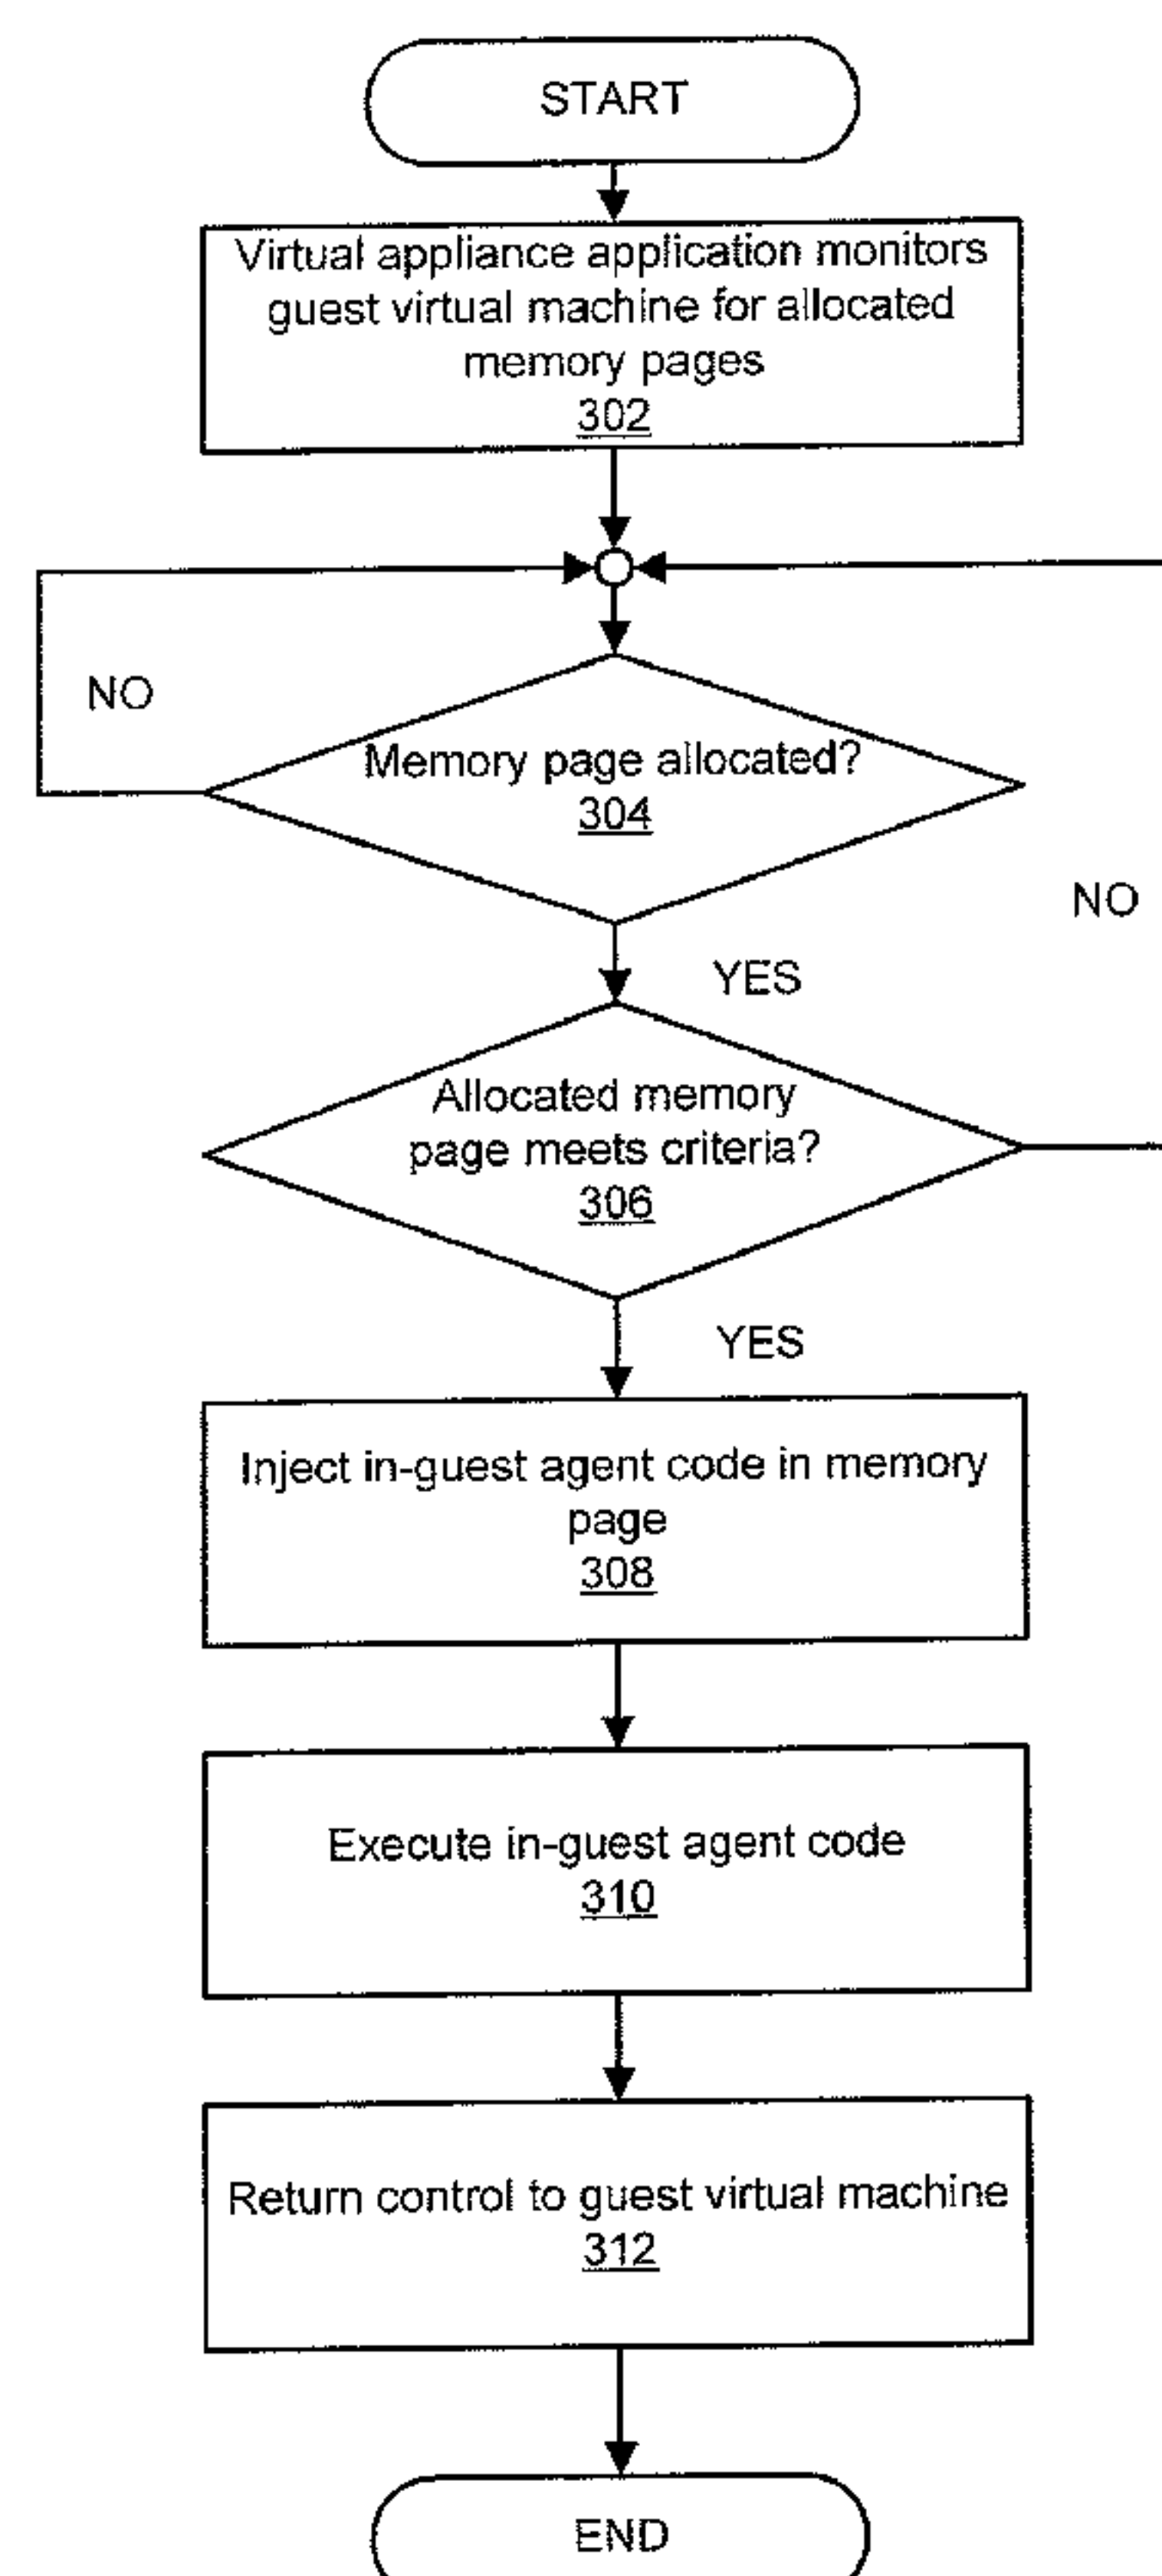 START
Virtual appliance application monitors
guest virtual machine for allocated
memory pages
302
NO
Memory page allocated?
304
NO
YES
Allocated memory
page meets criteria?
306
YES
Inject in-guest agent code in memory
page
308
Execute in-guest agent code
310
Return control to guest virtual machine
312
END